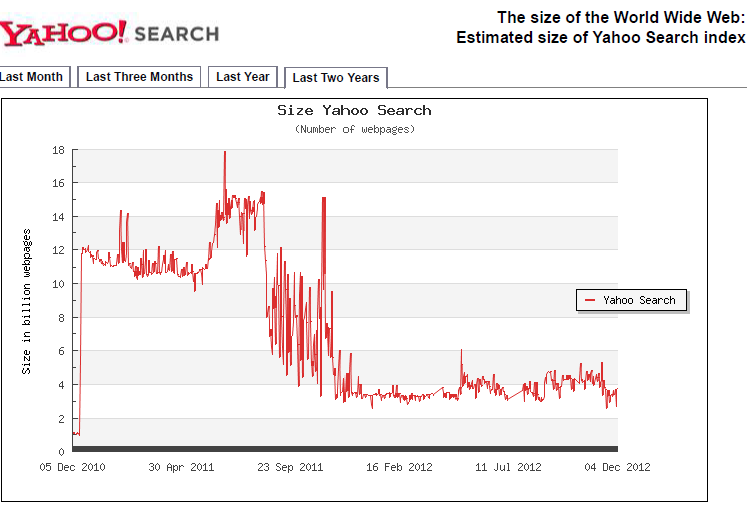 YAHOO! SEARCH
The size of the World Wide Web:
Estimated size of Yahoo Search index
Last Month
Last Three Months
Last Year
Last Two Years
Size Yahoo Search
(Number of webpages)
Size in billion webpages
18
16
14
12
10
8
6
4
2
0
Yahoo Search
05 Dec 2010
30 Apr 2011
23 Sep 2011
16 Feb 2012
11 Jul 2012
04 Dec 2012